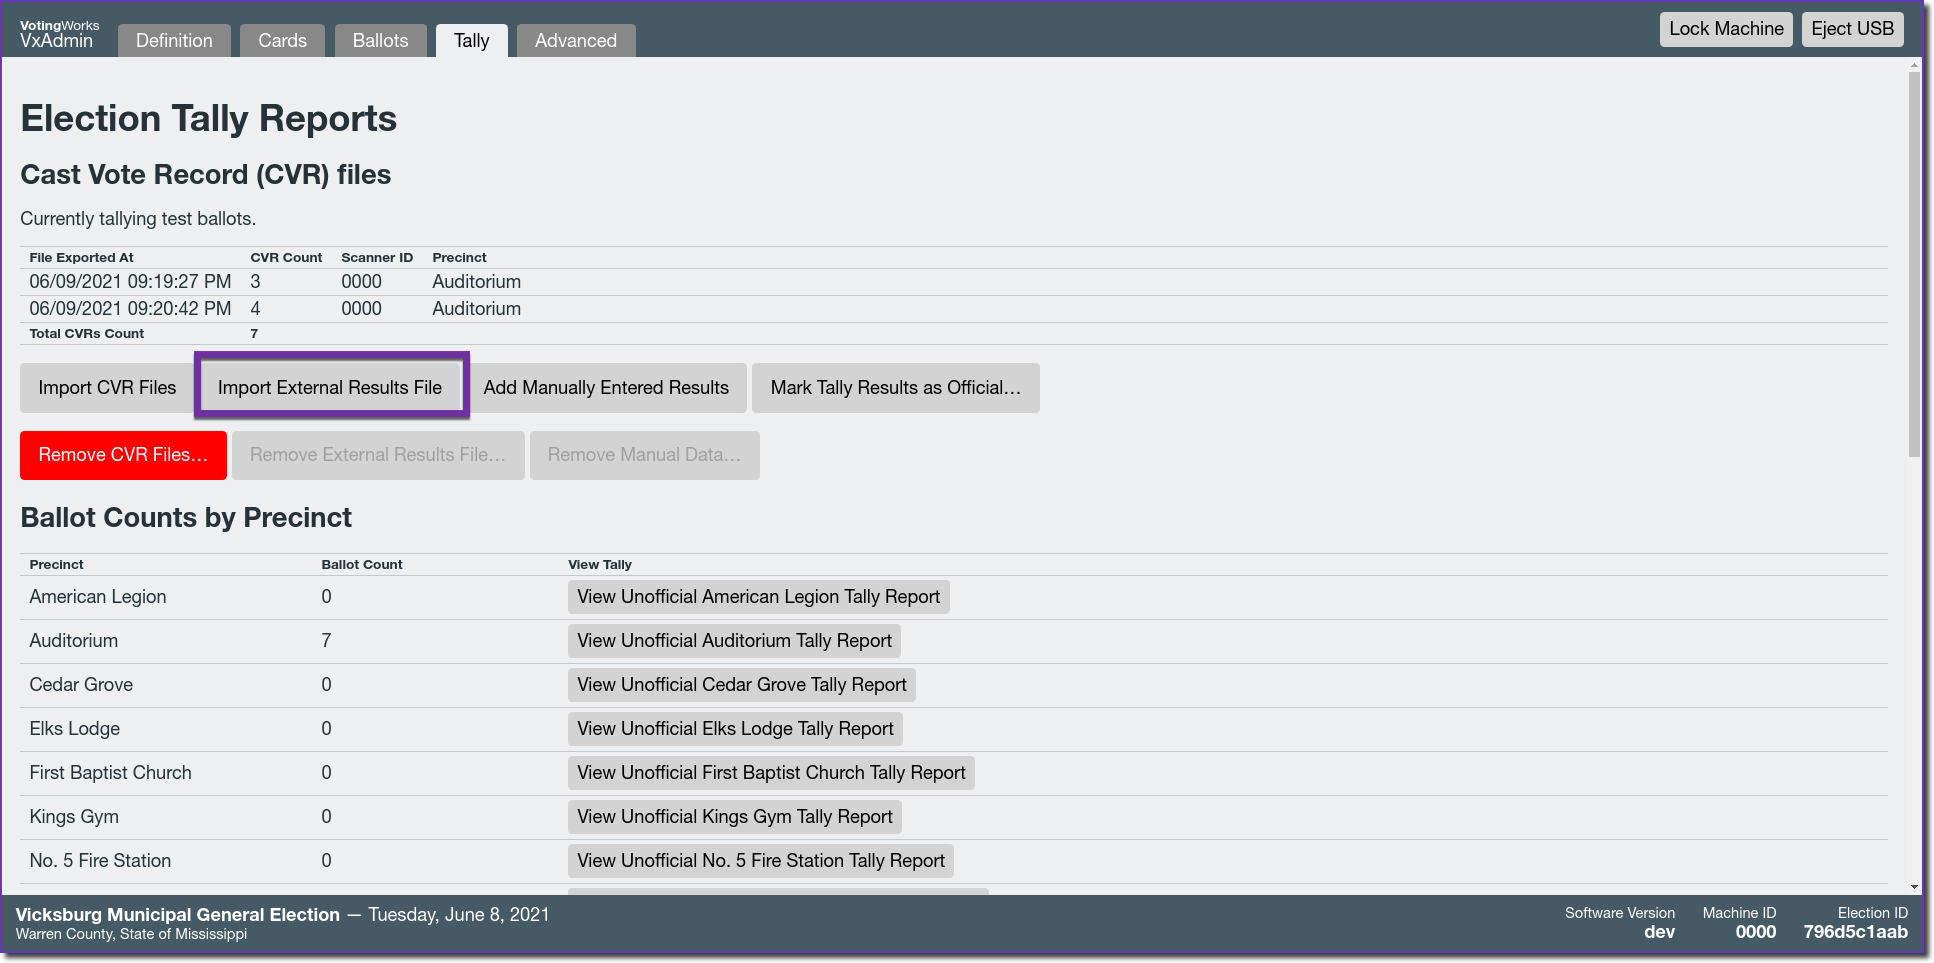 VotingWorks
VxAdmin
Definition
Cards
Ballots
Tally
Advanced
Lock Machine
Eject USB
Election Tally Reports
Cast Vote Record (CVR) files
Currently tallying test ballots.
File Exported At CVR Count Scanner ID Precinct
06/09/2021 09:19:27 PM 3 0000 Auditorium
06/09/2021 09:20:42 PM 4 0000 Auditorium
Total CVRs Count 7
Import CVR Files Import External Results File Add Manually Entered Results Mark Tally Results as Official…
Remove CVR Files… Remove External Results File… Remove Manual Data…
Ballot Counts by Precinct
Precinct Ballot Count View Tally
American Legion 0 View Unofficial American Legion Tally Report
Auditorium 7 View Unofficial Auditorium Tally Report
Cedar Grove 0 View Unofficial Cedar Grove Tally Report
Elks Lodge 0 View Unofficial Elks Lodge Tally Report
First Baptist Church 0 View Unofficial First Baptist Church Tally Report
Kings Gym 0 View Unofficial Kings Gym Tally Report
No. 5 Fire Station 0 View Unofficial No. 5 Fire Station Tally Report
Vicksburg Municipal General Election — Tuesday, June 8, 2021
Warren County, State of Mississippi
Software Version Machine ID Election ID
dev 0000 796d5c1aab